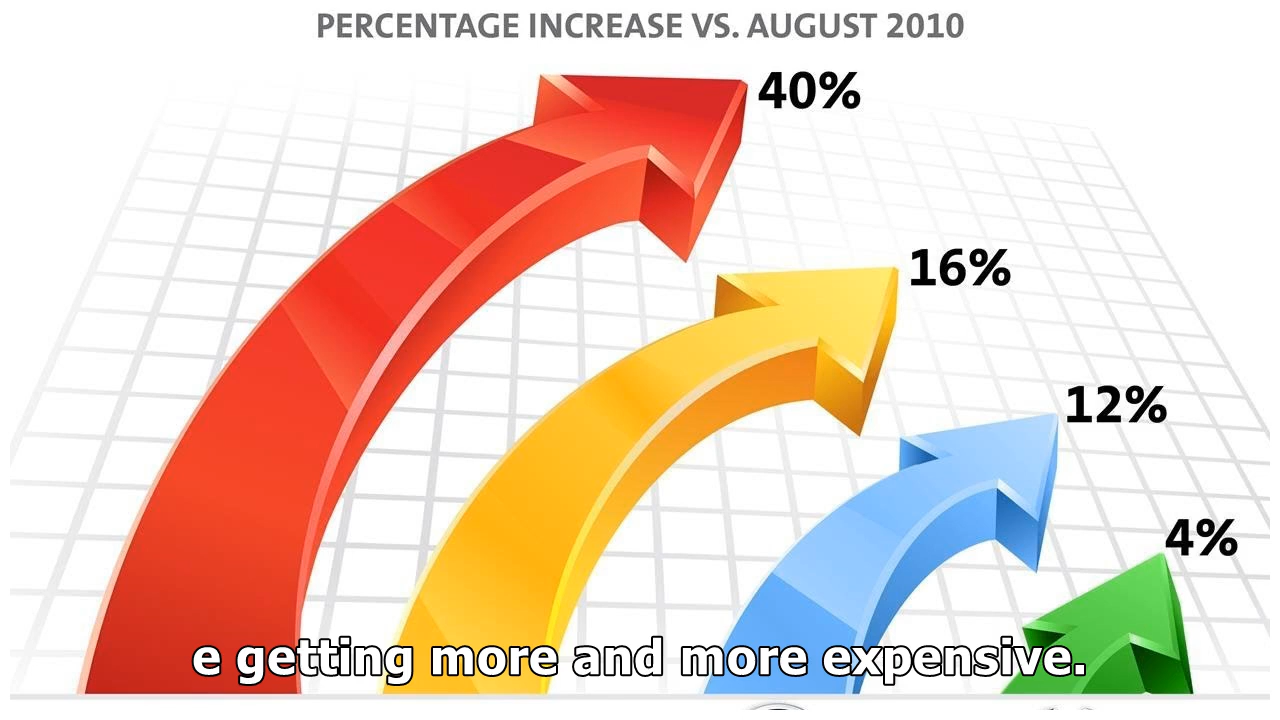 PERCENTAGE INCREASE VS. AUGUST 2010
40%
16%
12%
4%
e getting more and more expensive.